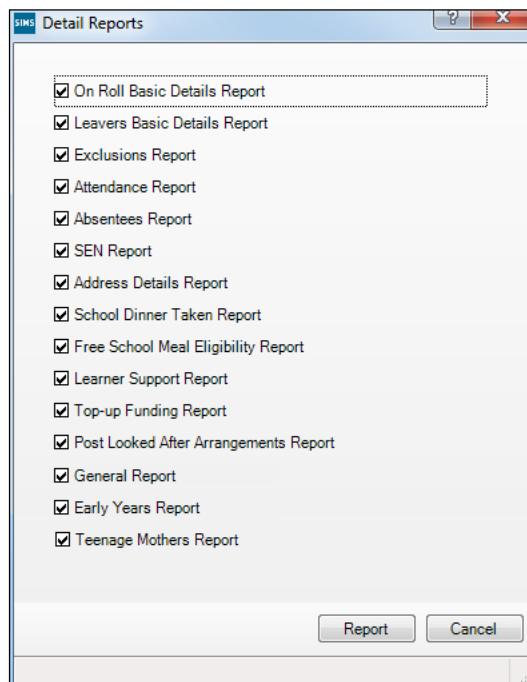 SIMS Detail Reports ? X
On Roll Basic Details Report
Leavers Basic Details Report
Exclusions Report
Attendance Report
Absentees Report
SEN Report
Address Details Report
School Dinner Taken Report
Free School Meal Eligibility Report
Learner Support Report
Top-up Funding Report
Post Looked After Arrangements Report
General Report
Early Years Report
Teenage Mothers Report
Report Cancel